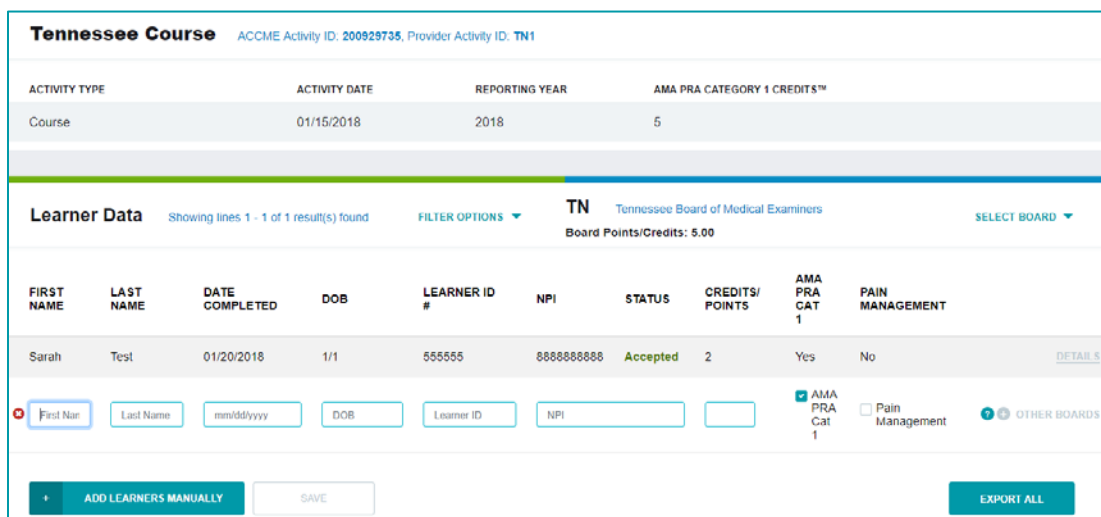 Tennessee Course ACCME Activity ID: 200929735, Provider Activity ID: TN1
ACTIVITY TYPE ACTIVITY DATE REPORTING YEAR AMA PRA CATEGORY 1 CREDITS™
Course 01/15/2018 2018 5
Learner Data Showing lines 1 - 1 of 1 result(s) found FILTER OPTIONS TN Tennessee Board of Medical Examiners SELECT BOARD
Board Points/Credits: 5.00
FIRST NAME LAST NAME DATE COMPLETED DOB LEARNER ID # NPI STATUS CREDITS/ POINTS AMA PRA CAT 1 PAIN MANAGEMENT
Sarah Test 01/20/2018 1/1 555555 8888888888 Accepted 2 Yes No DETAILS
First Nan Last Name mm/dd/yyyy DOB Learner ID NPI AMA PRA Cat 1 Pain Management ? OTHER BOARDS
+ ADD LEARNERS MANUALLY SAVE EXPORT ALL